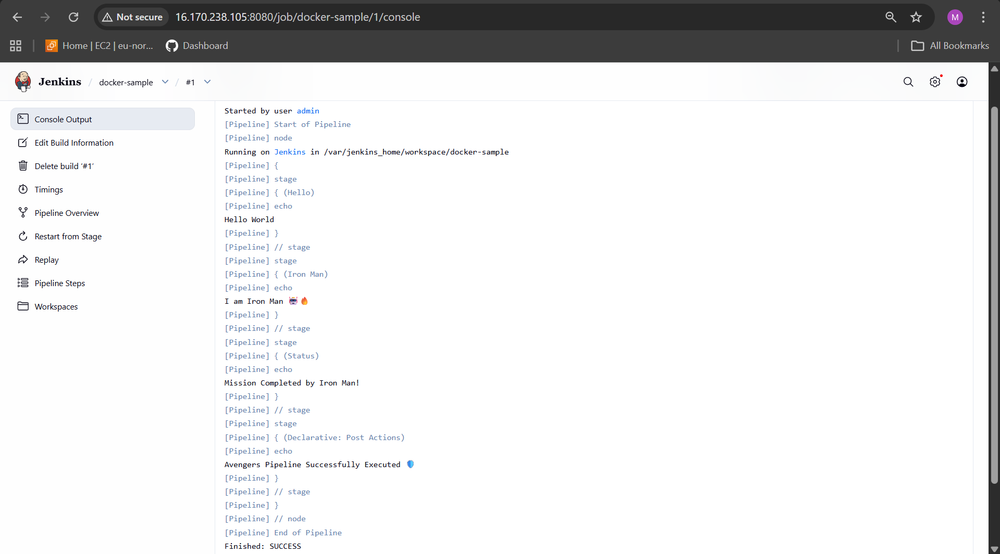 Not secure 16.170.238.105:8080/job/docker-sample/1/console M
Home | EC2 | eu-nor... Dashboard All Bookmarks
Jenkins / docker-sample / #1
Console Output
Edit Build Information
Delete build ‘#1’
Timings
Pipeline Overview
Restart from Stage
Replay
Pipeline Steps
Workspaces
Started by user admin
[Pipeline] Start of Pipeline
[Pipeline] node
Running on Jenkins in /var/jenkins_home/workspace/docker-sample
[Pipeline] {
[Pipeline] stage
[Pipeline] { (Hello)
[Pipeline] echo
Hello World
[Pipeline] }
[Pipeline] // stage
[Pipeline] stage
[Pipeline] { (Iron Man)
[Pipeline] echo
I am Iron Man 🤖🔥
[Pipeline] }
[Pipeline] // stage
[Pipeline] stage
[Pipeline] { (Status)
[Pipeline] echo
Mission Completed by Iron Man!
[Pipeline] }
[Pipeline] // stage
[Pipeline] stage
[Pipeline] { (Declarative: Post Actions)
[Pipeline] echo
Avengers Pipeline Successfully Executed 🛡️
[Pipeline] }
[Pipeline] // stage
[Pipeline] }
[Pipeline] // node
[Pipeline] End of Pipeline
Finished: SUCCESS